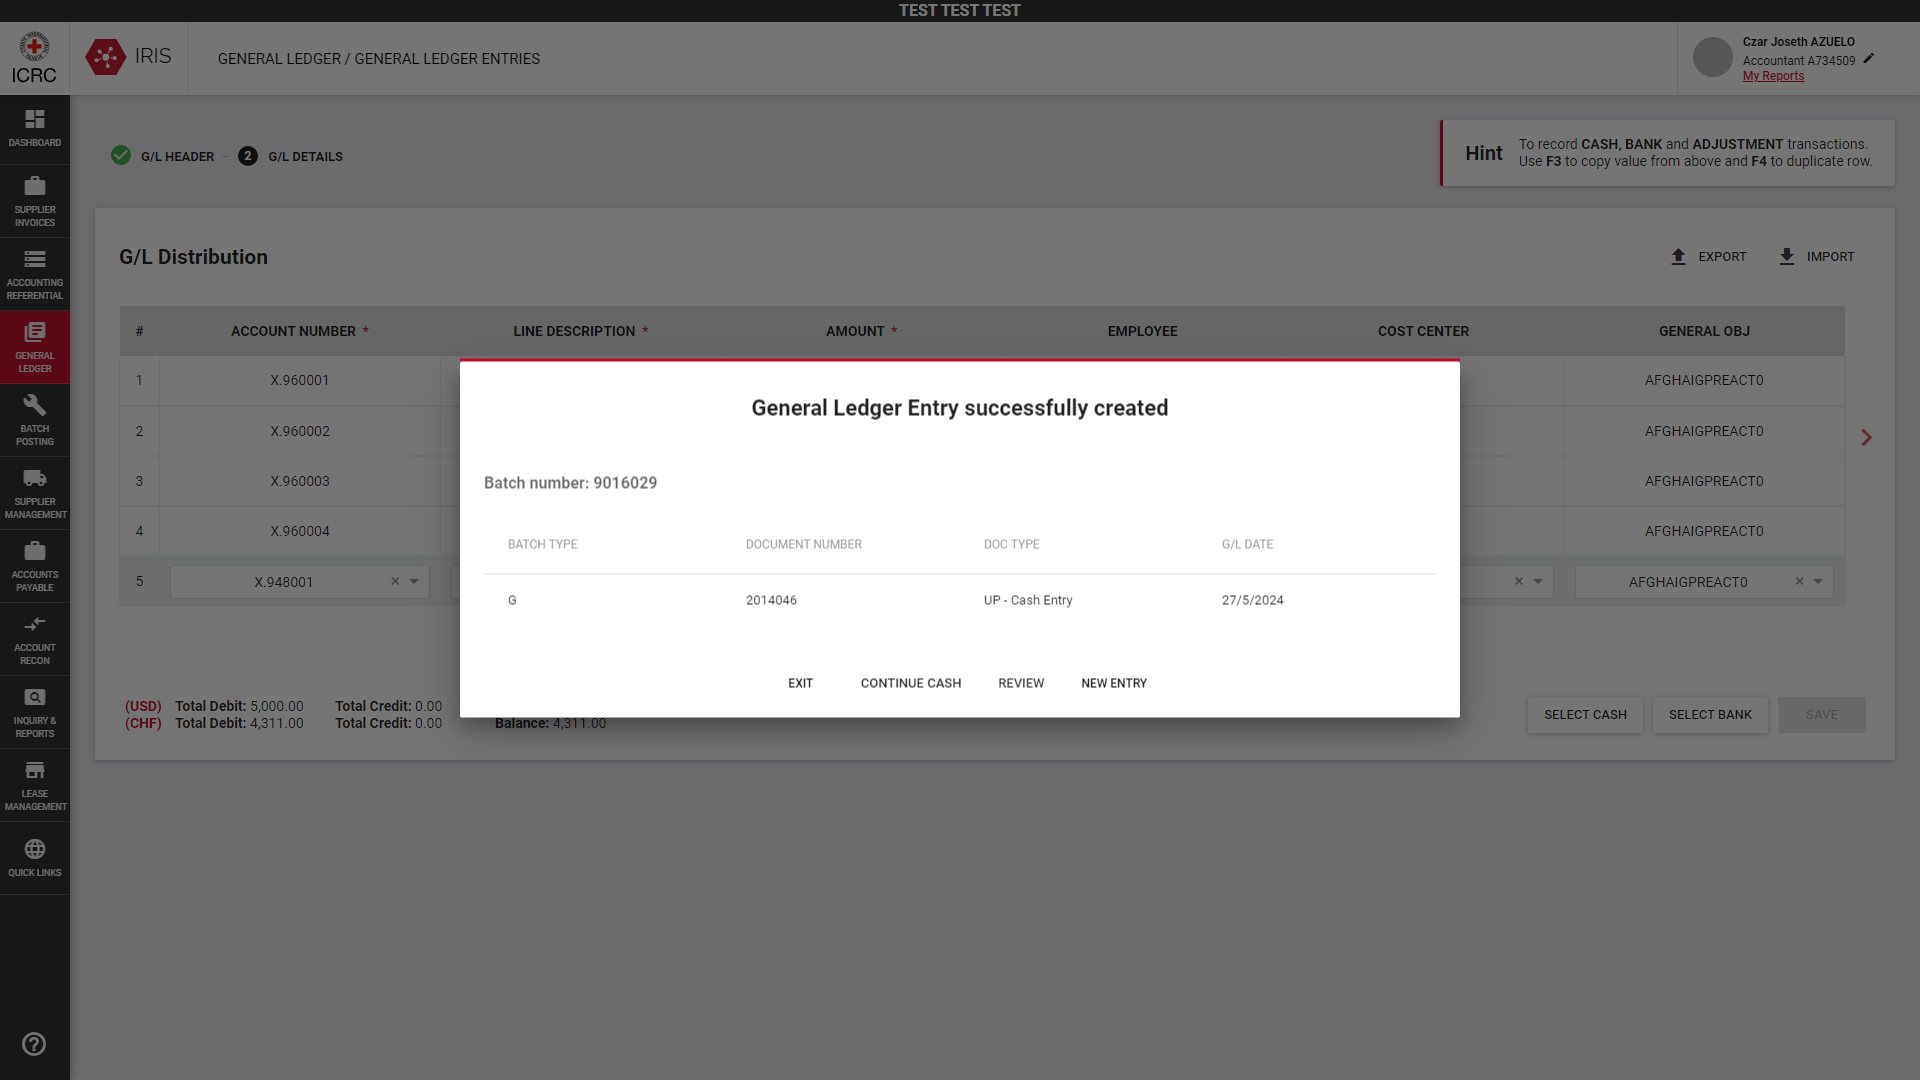 TEST TEST TEST
ICRC
IRIS
GENERAL LEDGER / GENERAL LEDGER ENTRIES
Czar Joseth AZUELO
Accountant A734509
My Reports
DASHBOARD
SUPPLIER
INVOICES
ACCOUNTING
REFERENTIAL
GENERAL
LEDGER
BATCH
POSTING
SUPPLIER
MANAGEMENT
ACCOUNTS
PAYABLE
ACCOUNT
RECON
INQUIRY &
REPORTS
LEASE
MANAGEMENT
QUICK LINKS
G/L HEADER – 2 G/L DETAILS
Hint
To record CASH, BANK and ADJUSTMENT transactions.
Use F3 to copy value from above and F4 to duplicate row.
G/L Distribution
EXPORT IMPORT
# ACCOUNT NUMBER * LINE DESCRIPTION * AMOUNT * EMPLOYEE COST CENTER GENERAL OBJ
1 X.960001 AFGHAIGPREACT0
2 X.960002 AFGHAIGPREACT0
3 X.960003 AFGHAIGPREACT0
4 X.960004 AFGHAIGPREACT0
5 X.948001 × × AFGHAIGPREACT0 ×
General Ledger Entry successfully created
Batch number: 9016029
BATCH TYPE DOCUMENT NUMBER DOC TYPE G/L DATE
G 2014046 UP - Cash Entry 27/5/2024
EXIT CONTINUE CASH REVIEW NEW ENTRY
(USD) Total Debit: 5,000.00 Total Credit: 0.00
(CHF) Total Debit: 4,311.00 Total Credit: 0.00 Balance: 4,311.00
SELECT CASH SELECT BANK SAVE